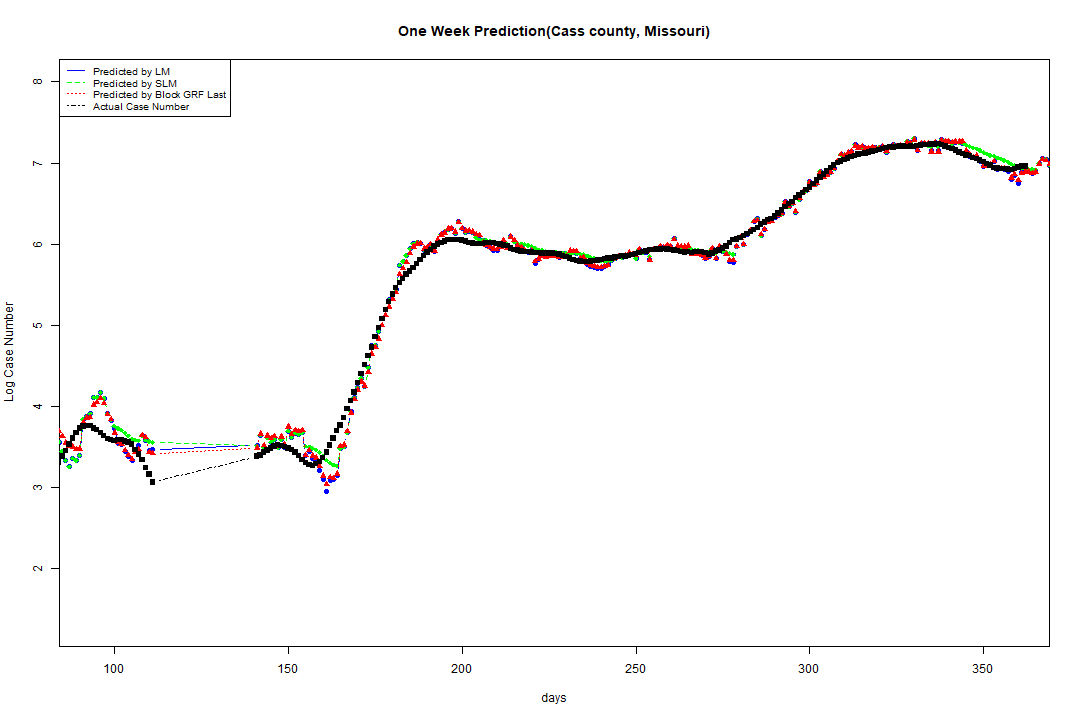 One Week Prediction(Cass county, Missouri)
Predicted by LM
Predicted by SLM
Predicted by Block GRF Last
Actual Case Number
8
7
6
5
4
3
2
Log Case Number
100 150 200 250 300 350
days